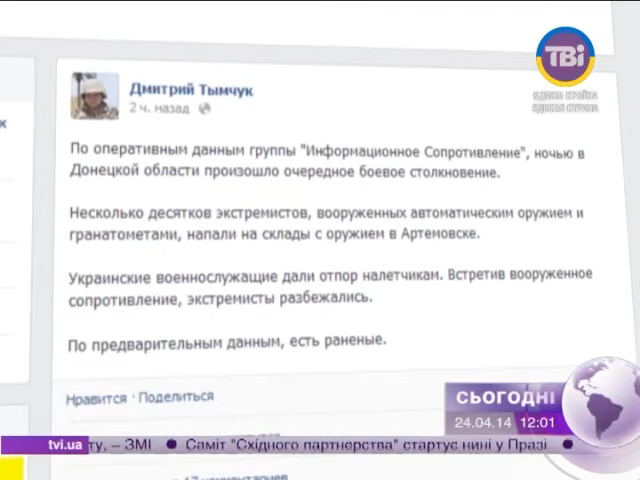 ТВі
ЄДИНА КРАЇНА
ЕДИНАЯ СТРАНА
Дмитрий Тымчук
2 ч. назад
По оперативным данным группы "Информационное Сопротивление", ночью в
Донецкой области произошло очередное боевое столкновение.
Несколько десятков экстремистов, вооруженных автоматическим оружием и
гранатометами, напали на склады с оружием в Артемовске.
Украинские военнослужащие дали отпор налетчикам. Встретив вооруженное
сопротивление, экстремисты разбежались.
По предварительным данным, есть раненые.
Нравится · Поделиться
СЬОГОДНІ
24.04.14 12:01
tvi.ua ту, – ЗМІ ● Саміт "Східного партнерства" стартує нині у Празі ●